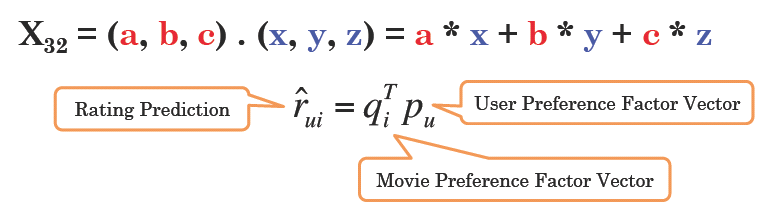 X₃₂ = (a, b, c) . (x, y, z) = a * x + b * y + c * z
Rating Prediction
r̂ᵤᵢ = qᵢᵀ pᵤ
User Preference Factor Vector
Movie Preference Factor Vector